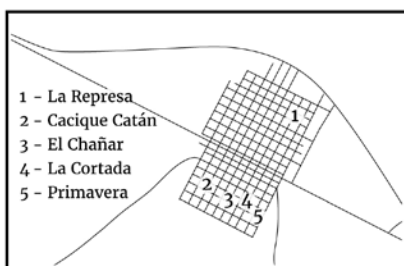 1 - La Represa
2 - Cacique Catán
3 - El Chañar
4 - La Cortada
5 - Primavera
1
2
3
4
5